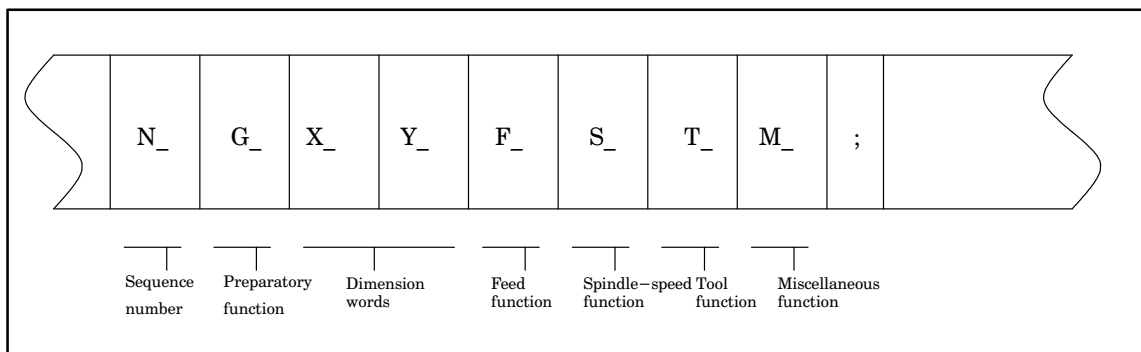 N_ G_ X_ Y_ F_ S_ T_ M_ ;
Sequence
number
Preparatory
function
Dimension
words
Feed
function
Spindle−speed
function
Tool
function
Miscellaneous
function